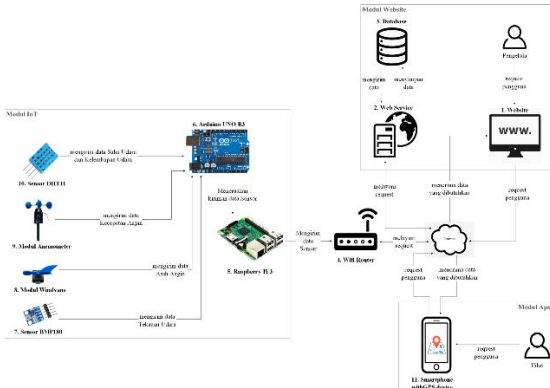 Modul Website
3. Database
Pengelola
mengirim
data
menyimpan
data
request
pengguna
2. Web Service
1. Website
WWW.
Modul IoT
6. Arduino UNO R3
mengirim data Suhu Udara
dan Kelembapan Udara
10. Sensor DHT11
mengirim data
Kecepatan Angin
9. Modul Anemometer
mengirim data
Arah Angin
8. Modul Windvane
mengirim data
Tekanan Udara
7. Sensor BMP180
kiriman data Sensor
5. Raspberry Pi 3
Mengirim
data
Sensor
4. Wifi Router
melayani
request
menerima data
yang dibutuhkan
request
pengguna
melayani
request
request
pengguna
menerima data
yang dibutuhkan
Modul Aps
request
pengguna
Pilot
11. Smartphone
with GPS device